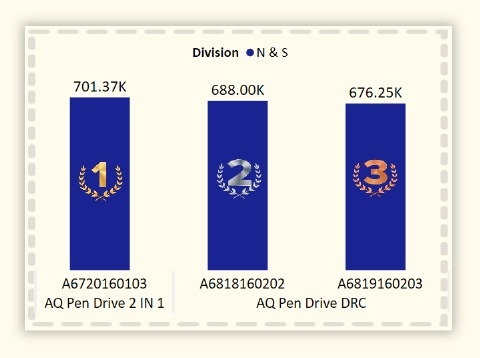 Division N & S
701.37K 688.00K 676.25K
1 2 3
A6720160103 A6818160202 A6819160203
AQ Pen Drive 2 IN 1 AQ Pen Drive DRC